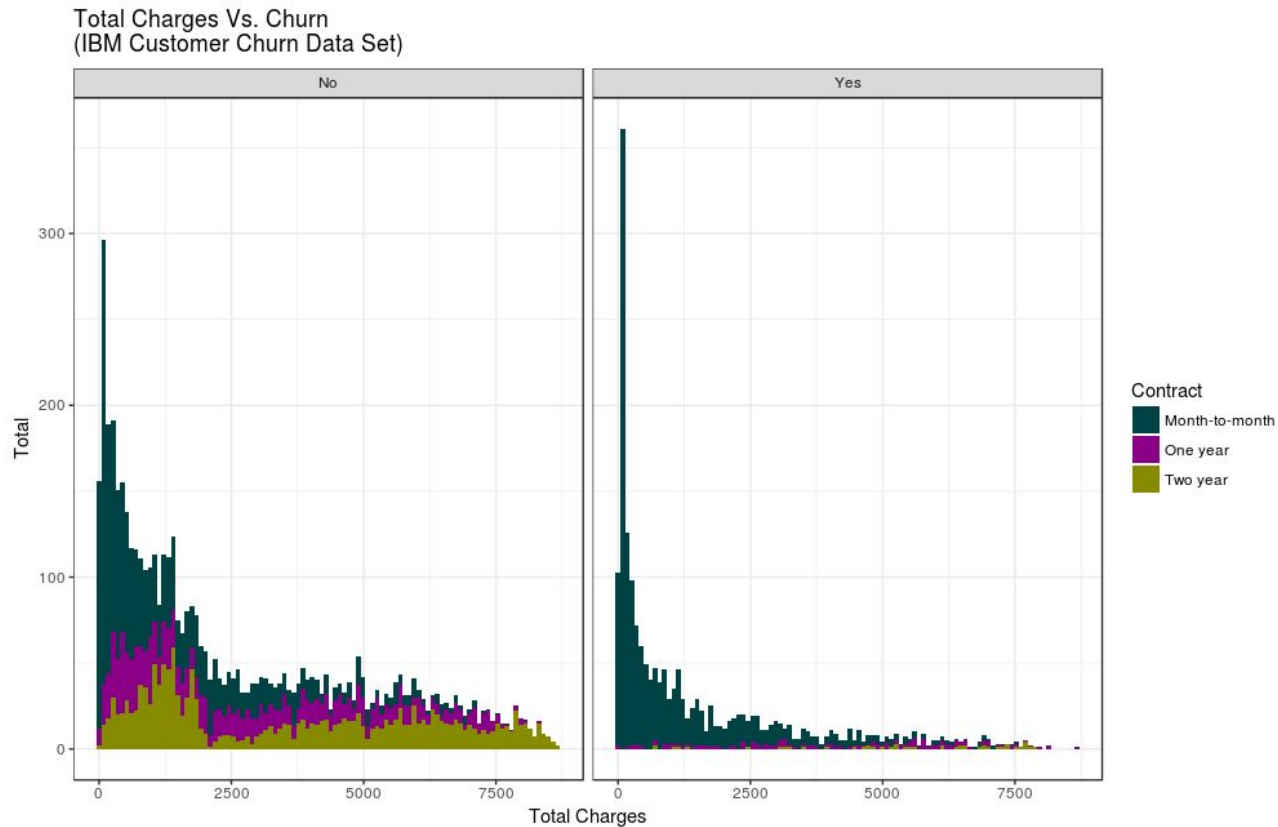 Total Charges Vs. Churn
(IBM Customer Churn Data Set)
No
Yes
300
200
100
0
Total
0 2500 5000 7500
0 2500 5000 7500
Total Charges
Contract
Month-to-month
One year
Two year